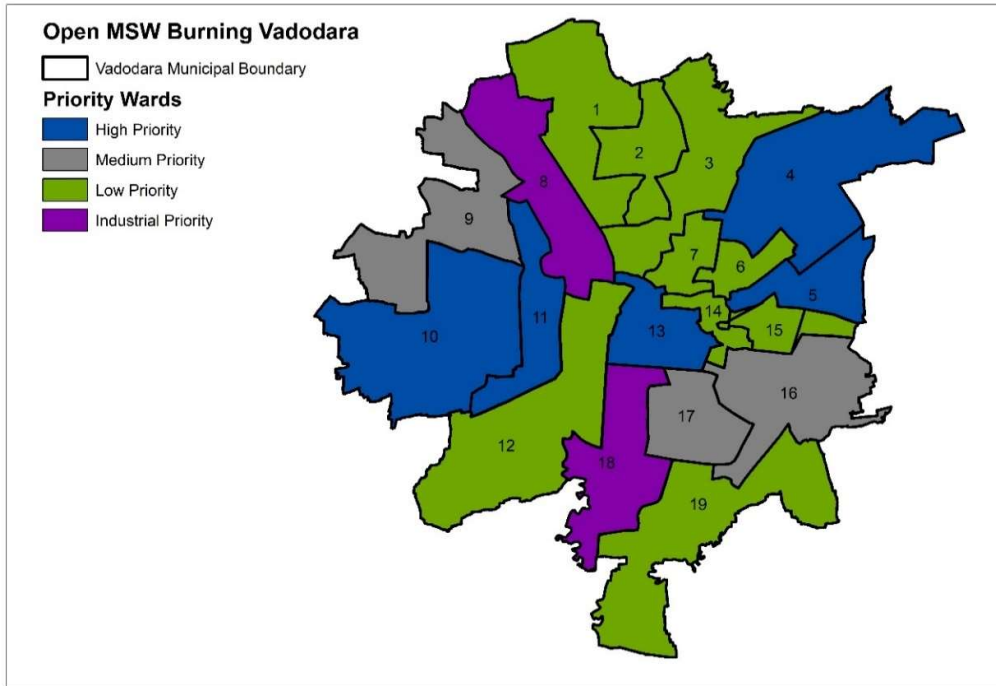 Open MSW Burning Vadodara
Vadodara Municipal Boundary
Priority Wards
High Priority
Medium Priority
Low Priority
Industrial Priority
1
2
3
4
8
9
7
6
5
11
10
13
14
15
16
17
12
18
19